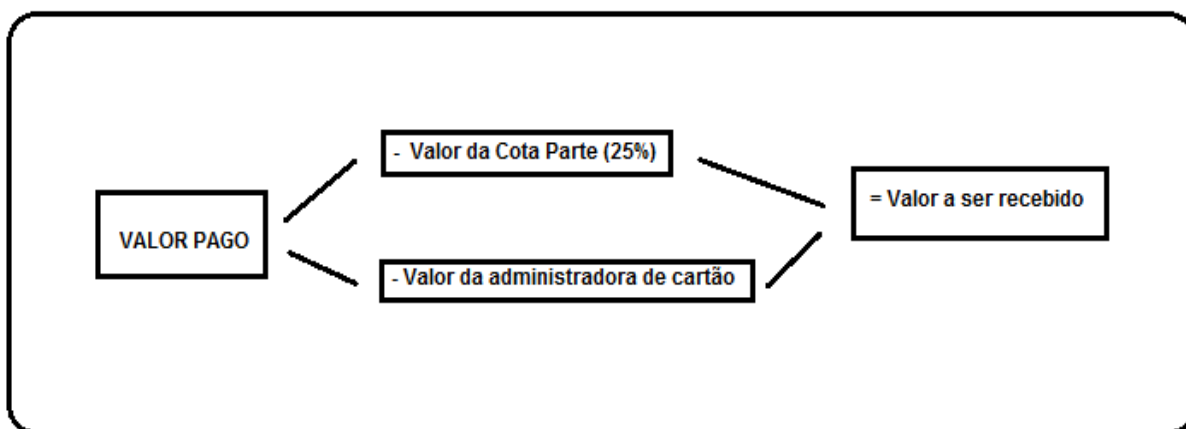 VALOR PAGO
- Valor da Cota Parte (25%)
- Valor da administradora de cartão
= Valor a ser recebido